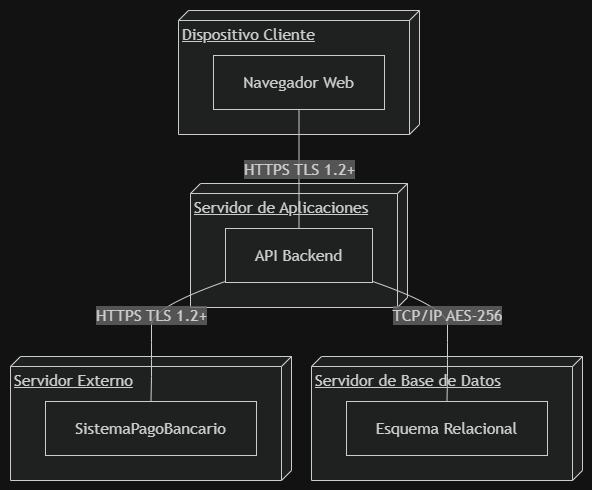 Dispositivo Cliente
Navegador Web
HTTPS TLS 1.2+
Servidor de Aplicaciones
API Backend
HTTPS TLS 1.2+
TCP/IP AES-256
Servidor Externo
SistemaPagoBancario
Servidor de Base de Datos
Esquema Relacional